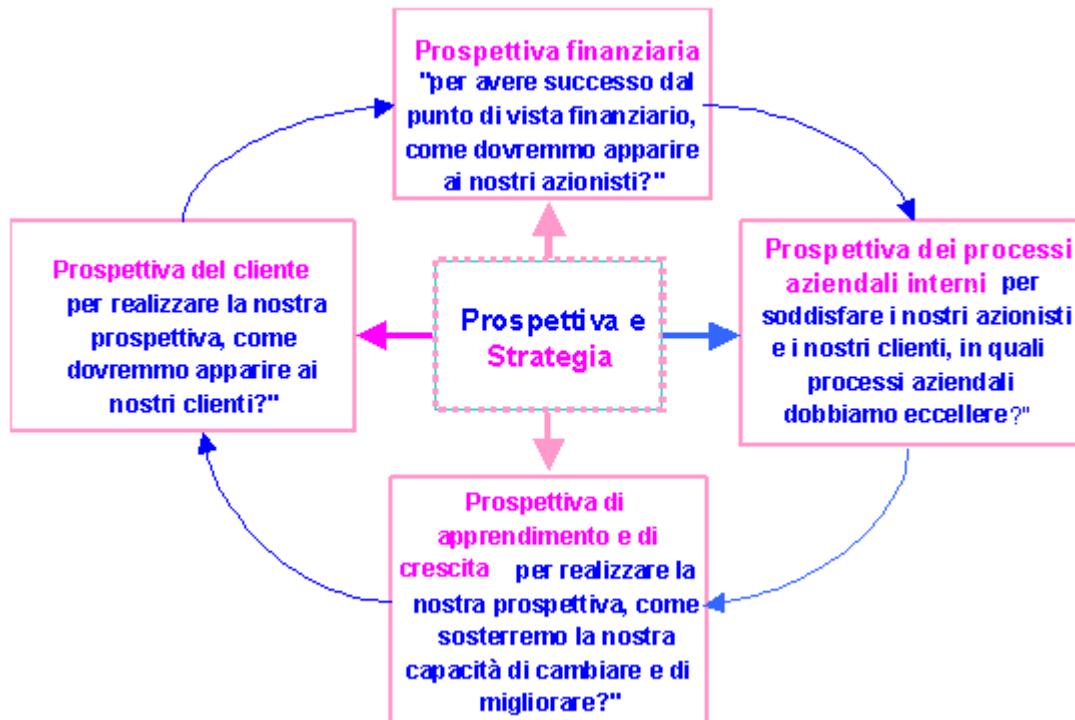 Prospettiva finanziaria
"per avere successo dal
punto di vista finanziario,
come dovremmo apparire
ai nostri azionisti?"
Prospettiva del cliente
per realizzare la nostra
prospettiva, come
dovremmo apparire ai
nostri clienti?"
Prospettiva e
Strategia
Prospettiva dei processi
aziendali interni per
soddisfare i nostri azionisti
e i nostri clienti, in quali
processi aziendali
dobbiamo eccellere?"
Prospettiva di
apprendimento e di
crescita per realizzare la
nostra prospettiva, come
sosterremo la nostra
capacità di cambiare e di
migliorare?"